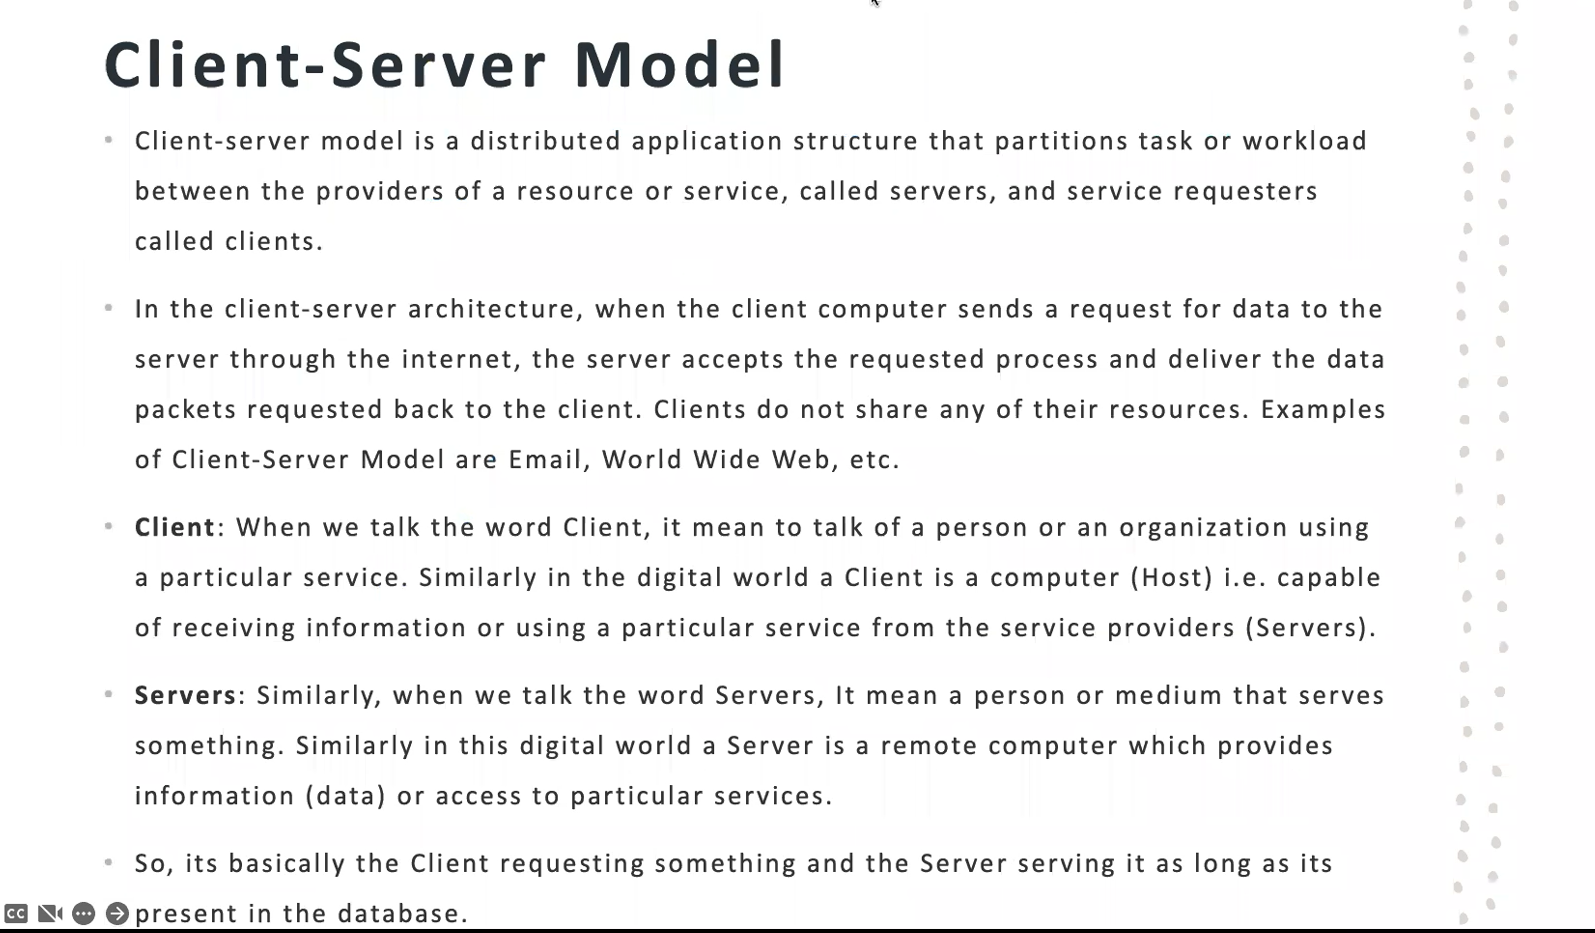 Client-Server Model
• Client-server model is a distributed application structure that partitions task or workload
between the providers of a resource or service, called servers, and service requesters
called clients.
• In the client-server architecture, when the client computer sends a request for data to the
server through the internet, the server accepts the requested process and deliver the data
packets requested back to the client. Clients do not share any of their resources. Examples
of Client-Server Model are Email, World Wide Web, etc.
• Client: When we talk the word Client, it mean to talk of a person or an organization using
a particular service. Similarly in the digital world a Client is a computer (Host) i.e. capable
of receiving information or using a particular service from the service providers (Servers).
• Servers: Similarly, when we talk the word Servers, It mean a person or medium that serves
something. Similarly in this digital world a Server is a remote computer which provides
information (data) or access to particular services.
• So, its basically the Client requesting something and the Server serving it as long as its
present in the database.
CC